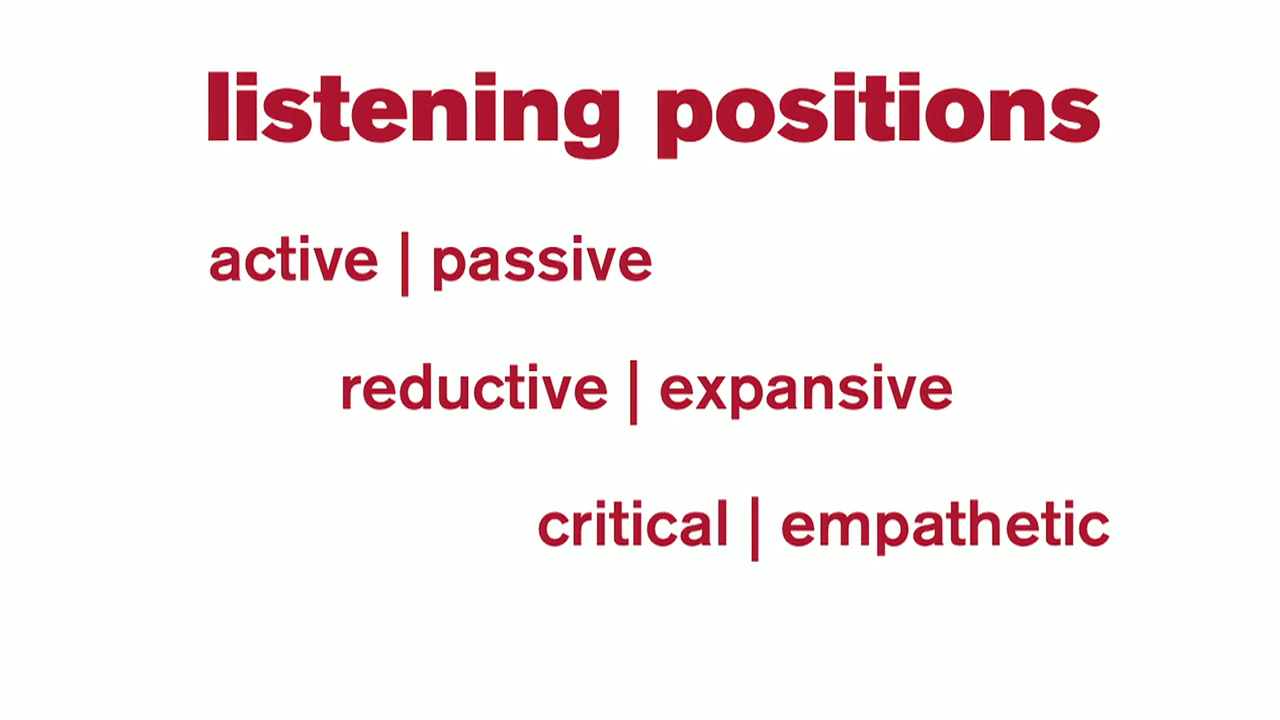 listening positions
active | passive
reductive | expansive
critical | empathetic